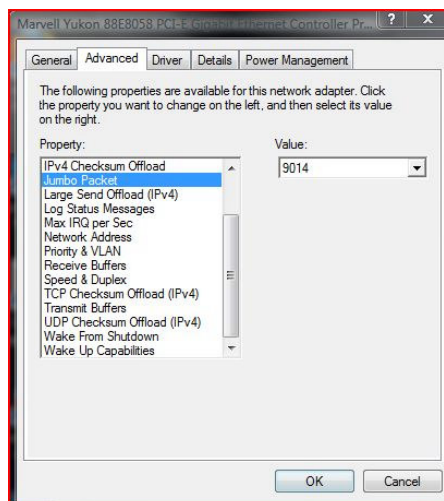 Marvell Yukon 88E8058 PCI-E Gigabit Ethernet Controller Pr...
General Advanced Driver Details Power Management
The following properties are available for this network adapter. Click
the property you want to change on the left, and then select its value
on the right.
Property: Value:
IPv4 Checksum Offload 9014
Jumbo Packet
Large Send Offload (IPv4)
Log Status Messages
Max IRQ per Sec
Network Address
Priority & VLAN
Receive Buffers
Speed & Duplex
TCP Checksum Offload (IPv4)
Transmit Buffers
UDP Checksum Offload (IPv4)
Wake From Shutdown
Wake Up Capabilities
OK Cancel